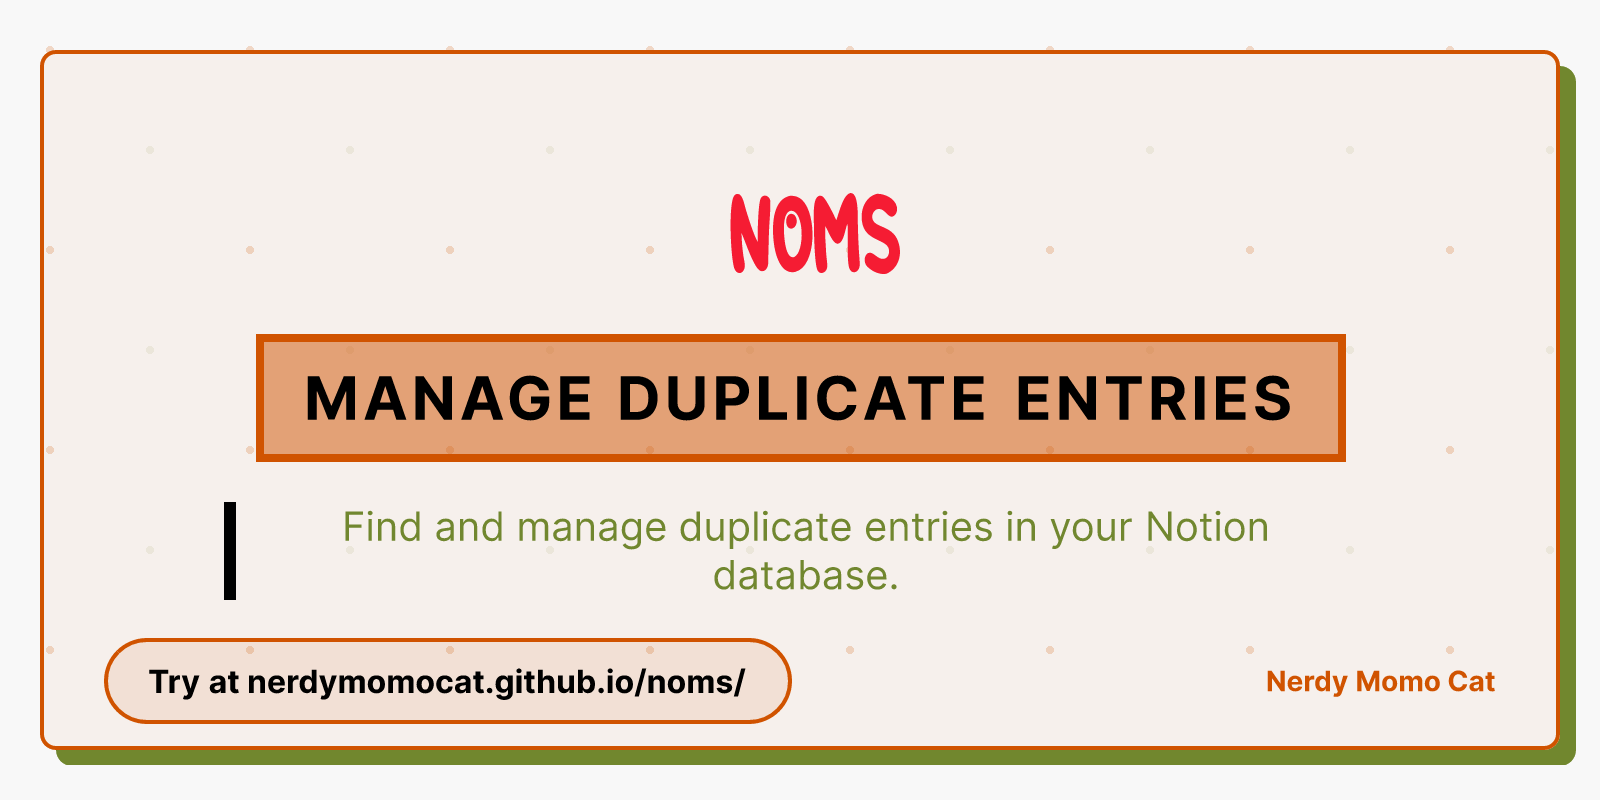 NOMS
MANAGE DUPLICATE ENTRIES
Find and manage duplicate entries in your Notion
database.
Try at nerdymomocat.github.io/noms/
Nerdy Momo Cat